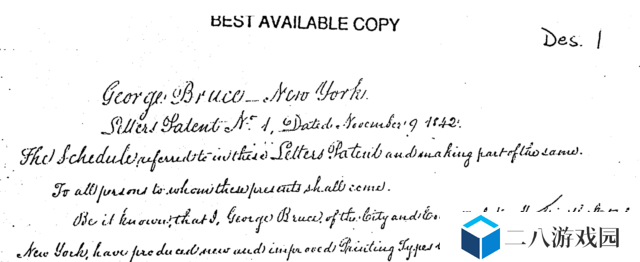 BEST AVAILABLE COPY
Des. 1
George Bruce New York.
Letters Patent No. 1, Dated November 9 1842.
The Schedule referred to in these Letters Patent and making part of the same.
To all persons to whom these presents shall come.
Be it known, that I, George Bruce, of the City and
New York, have produced new and improved Printing Types
二八游戏园